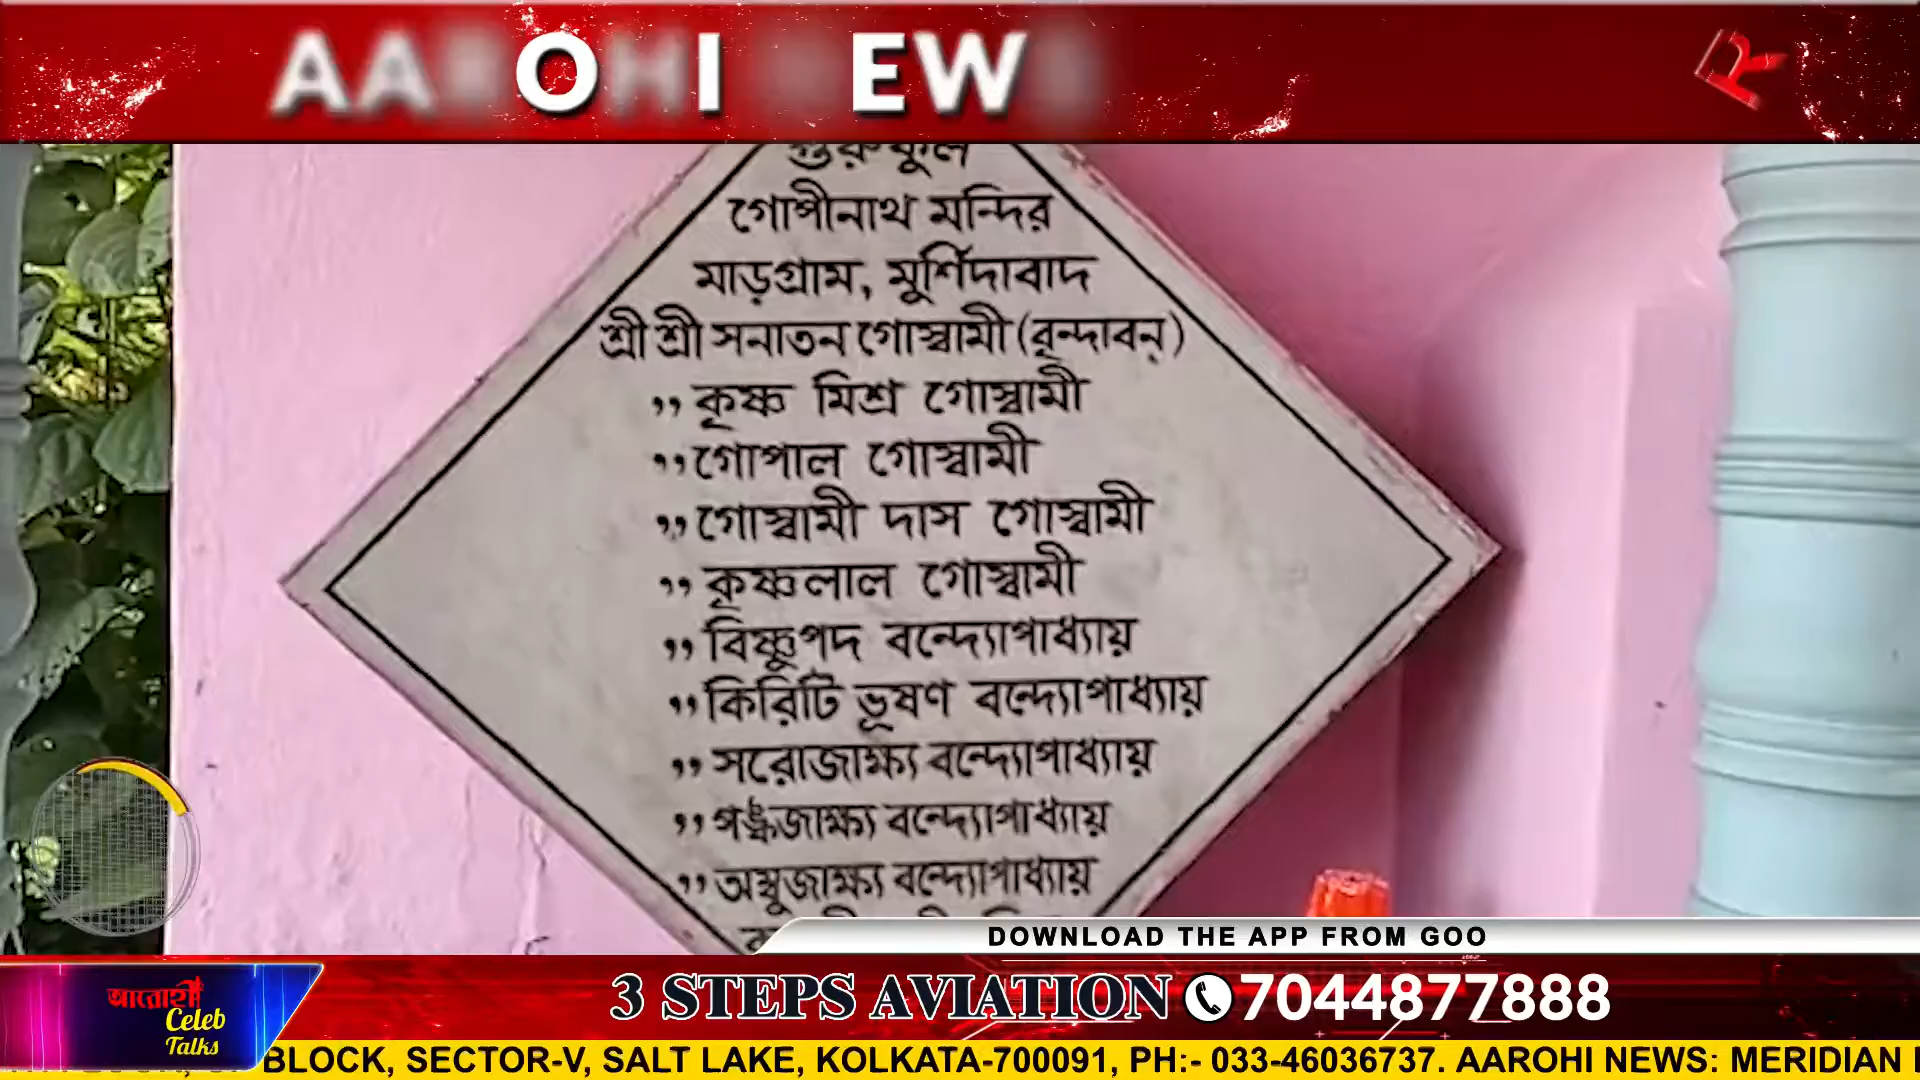 AAROHI NEWS
গুরুকুল
গোপীনাথ মন্দির
মাড়গ্রাম, মুর্শিদাবাদ
শ্রী শ্রী সনাতন গোস্বামী (বৃন্দাবন)
,, কৃষ্ণ মিশ্র গোস্বামী
,, গোপাল গোস্বামী
,, গোস্বামী দাস গোস্বামী
,, কৃষ্ণলাল গোস্বামী
,, বিষ্ণুপদ বন্দ্যোপাধ্যায়
,, কিরিটি ভূষণ বন্দ্যোপাধ্যায়
,, সরোজাক্ষ্য বন্দ্যোপাধ্যায়
,, পঙ্কজাক্ষ্য বন্দ্যোপাধ্যায়
,, অম্বুজাক্ষ্য বন্দ্যোপাধ্যায়
DOWNLOAD THE APP FROM GOO
3 STEPS AVIATION 7044877888
আরোহী
Celeb
Talks
BLOCK, SECTOR-V, SALT LAKE, KOLKATA-700091, PH:- 033-46036737. AAROHI NEWS: MERIDIAN